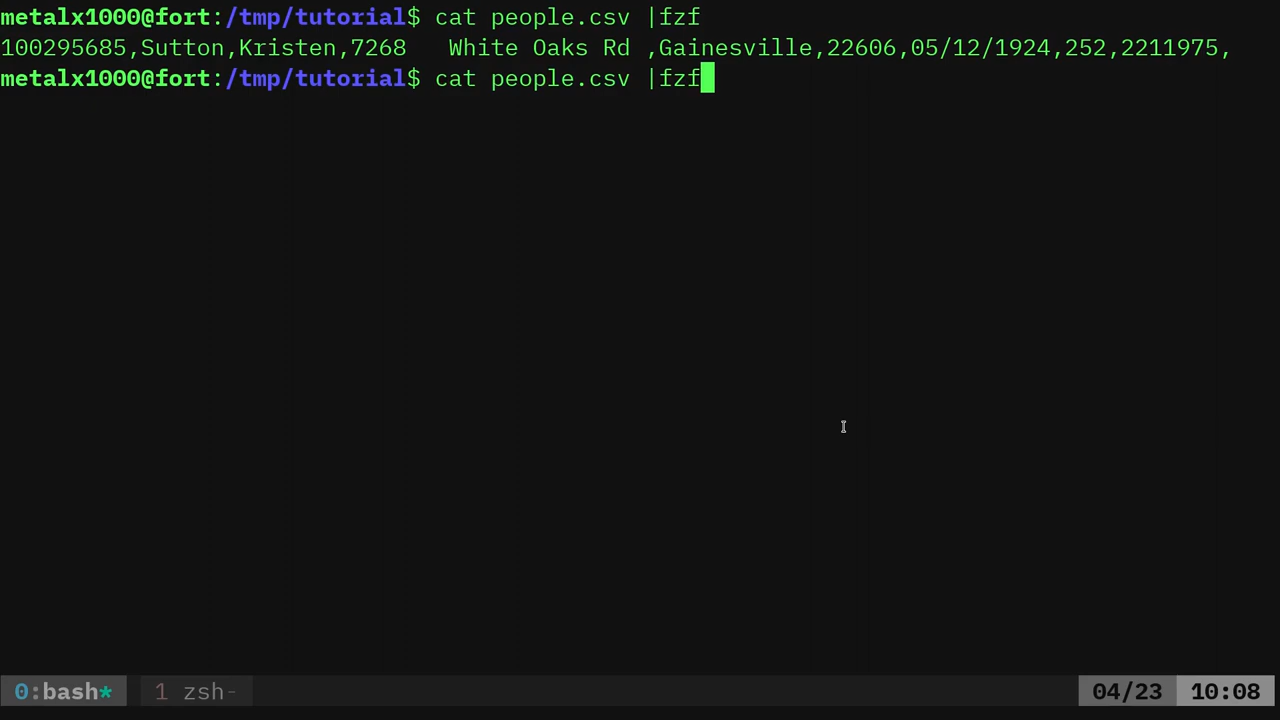 metalx1000@fort:/tmp/tutorial$ cat people.csv |fzf
100295685,Sutton,Kristen,7268   White Oaks Rd ,Gainesville,22606,05/12/1924,252,2211975,
metalx1000@fort:/tmp/tutorial$ cat people.csv |fzf
0:bash* 1 zsh- 04/23 10:08